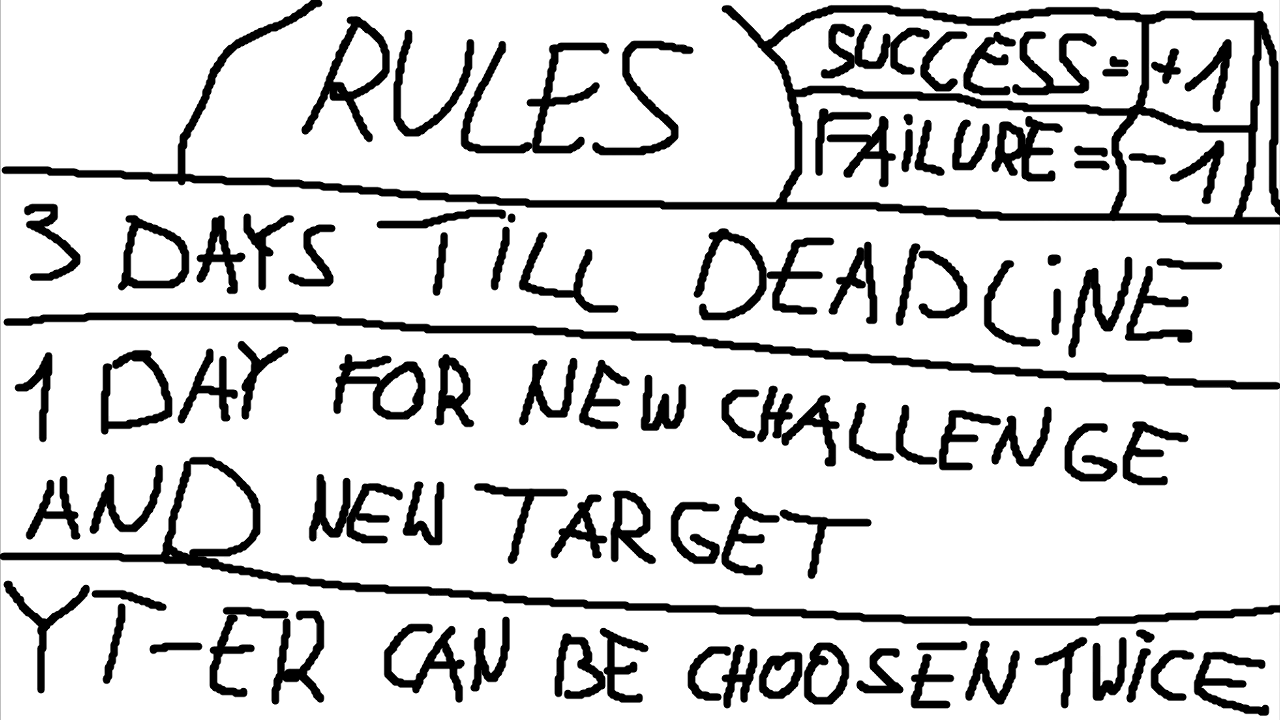 RULES
SUCCESS = +1
FAiLURE = -1
3 DAYS TiLL DEADLiNE
1 DAY FOR NEW CHALLENGE
AND NEW TARGET
YT-ER CAN BE CHOOSEN TWiCE